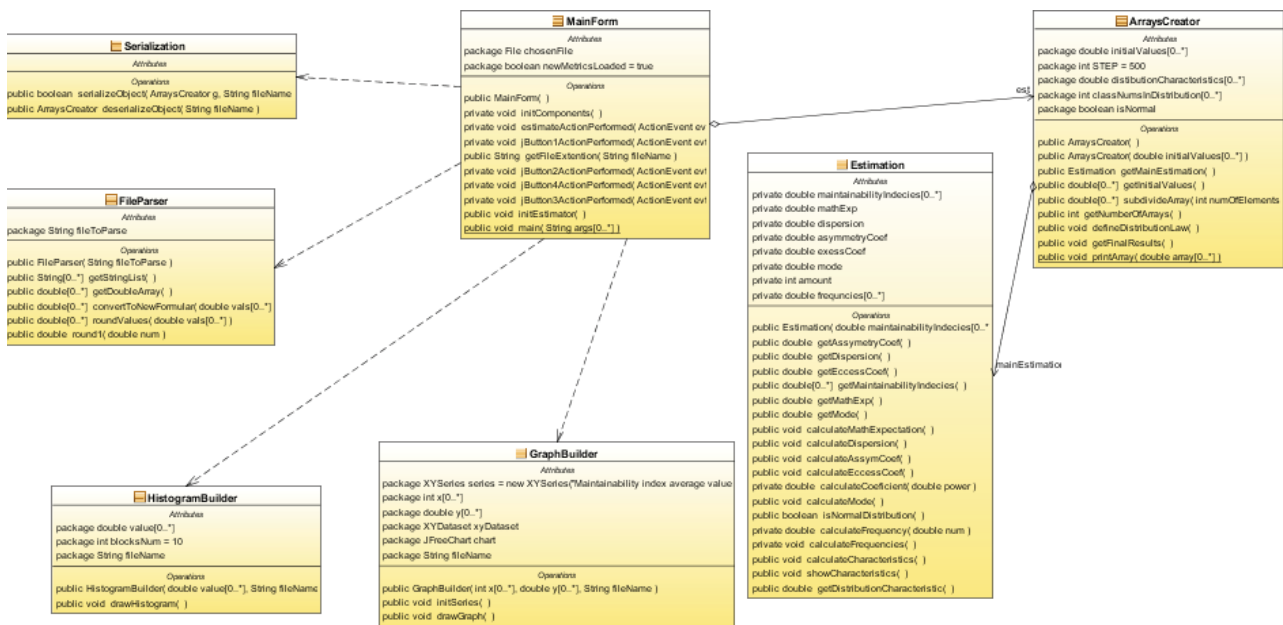 Serialization
Attributes
Operations
public boolean serializeObject( ArraysCreator g, String fileName
public ArraysCreator deserializeObject( String fileName )
FileParser
Attributes
package String fileToParse
Operations
public FileParser( String fileToParse )
public String[0..*] getStringList( )
public double[0..*] getDoubleArray( )
public double[0..*] convertToNewFormular( double vals[0..*]
public double[0..*] roundValues( double vals[0..*] )
public double round1( double num )
MainForm
Attributes
package File chosenFile
package boolean newMetricsLoaded = true
Operations
public MainForm( )
private void initComponents( )
private void estimateActionPerformed( ActionEvent ev
private void jButton1ActionPerformed( ActionEvent evt
public String getFileExtention( String fileName )
private void jButton2ActionPerformed( ActionEvent evt
private void jButton4ActionPerformed( ActionEvent evt
private void jButton3ActionPerformed( ActionEvent evt
public void initEstimator( )
public void main( String args[0..*] )
est
ArraysCreator
Attributes
package double initialValues[0..*]
package int STEP = 500
package double distibutionCharacteristics[0..*]
package int classNumsInDistribution[0..*]
package boolean isNormal
Operations
public ArraysCreator( )
public ArraysCreator( double initialValues[0..*] )
public Estimation getMainEstimation( )
public double[0..*] getInitialValues( )
public double[0..*] subdivideArray( int numOfElements
public int getNumberOfArrays( )
public void defineDistributionLaw( )
public void getFinalResults( )
public void printArray( double array[0..*] )
mainEstimation
Estimation
Attributes
private double maintainabilityIndecies[0..*]
private double mathExp
private double dispersion
private double asymmetryCoef
private double exessCoef
private double mode
private int amount
private double frequncies[0..*]
Operations
public Estimation( double maintainabilityIndecies[0..*
public double getAssymetryCoef( )
public double getDispersion( )
public double getEccessCoef( )
public double[0..*] getMaintainabilityIndecies( )
public double getMathExp( )
public double getMode( )
public void calculateMathExpectation( )
public void calculateDispersion( )
public void calculateAssymCoef( )
public void calculateEccessCoef( )
private double calculateCoeficient( double power )
public void calculateMode( )
public boolean isNormalDistribution( )
private double calculateFrequency( double num )
private void calculateFrequencies( )
public void calculateCharacteristics( )
public void showCharacteristics( )
public double getDistributionCharacteristic( )
HistogramBuilder
Attributes
package double value[0..*]
package int blocksNum = 10
package String fileName
Operations
public HistogramBuilder( double value[0..*], String fileName
public void drawHistogram( )
GraphBuilder
Attributes
package XYSeries series = new XYSeries("Maintainability index average value
package int x[0..*]
package double y[0..*]
package XYDataset xyDataset
package JFreeChart chart
package String fileName
Operations
public GraphBuilder( int x[0..*], double y[0..*], String fileName )
public void initSeries( )
public void drawGraph( )